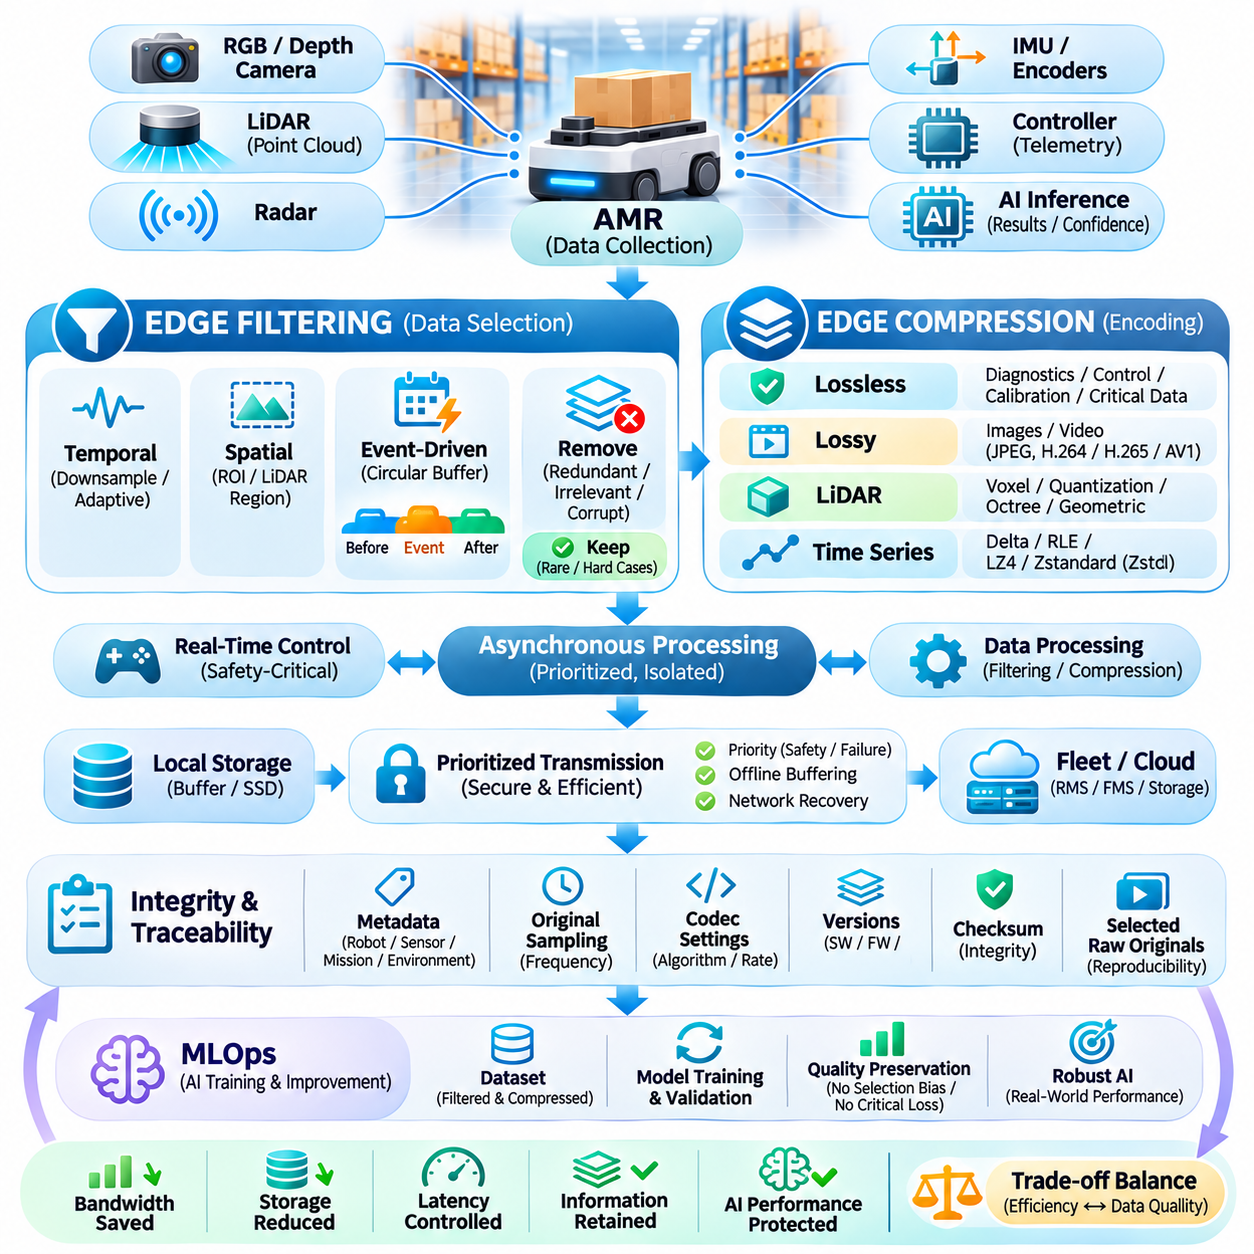 RGB / Depth
Camera
LiDAR
(Point Cloud)
Radar
IMU /
Encoders
Controller
(Telemetry)
AI
AI Inference
(Results / Confidence)
AMR
(Data Collection)
EDGE FILTERING (Data Selection)
Temporal
(Downsample /
Adaptive)
Spatial
(ROI / LiDAR
Region)
Event-Driven
(Circular Buffer)
Before Event After
Remove
(Redundant /
Irrelevant /
Corrupt)
Keep
(Rare / Hard Cases)
EDGE COMPRESSION (Encoding)
Lossless
Diagnostics / Control /
Calibration / Critical Data
Lossy
Images / Video
(JPEG, H.264 / H.265 / AV1)
LiDAR
Voxel / Quantization /
Octree / Geometric
Time Series
Delta / RLE /
LZ4 / Zstandard (Zstd)
Real-Time Control
(Safety-Critical)
Asynchronous Processing
(Prioritized, Isolated)
Data Processing
(Filtering / Compression)
Local Storage
(Buffer / SSD)
Prioritized Transmission
(Secure & Efficient)
Priority (Safety / Failure)
Offline Buffering
Network Recovery
Fleet / Cloud
(RMS / FMS / Storage)
Integrity &
Traceability
Metadata
(Robot / Sensor /
Mission / Environment)
Original
Sampling
(Frequency)
Codec
Settings
(Algorithm / Rate)
Versions
(SW / FW /
Checksum
(Integrity)
Selected
Raw Originals
(Reproducibility)
MLOps
(AI Training & Improvement)
Dataset
(Filtered & Compressed)
Model Training
& Validation
Quality Preservation
(No Selection Bias /
No Critical Loss)
Robust AI
(Real-World Performance)
Bandwidth
Saved
Storage
Reduced
Latency
Controlled
Information
Retained
AI Performance
Protected
Trade-off Balance
(Efficiency ↔ Data Quallity)